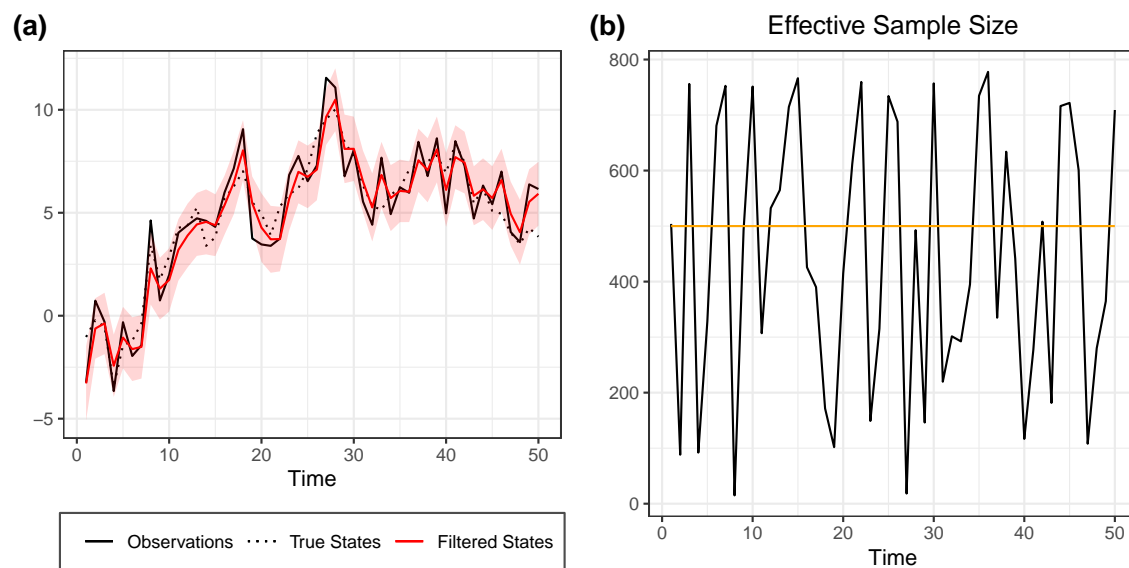 (a)
10
5
0
−5
0 10 20 30 40 50
Time
Observations True States Filtered States
(b)
Effective Sample Size
800
600
400
200
0
0 10 20 30 40 50
Time